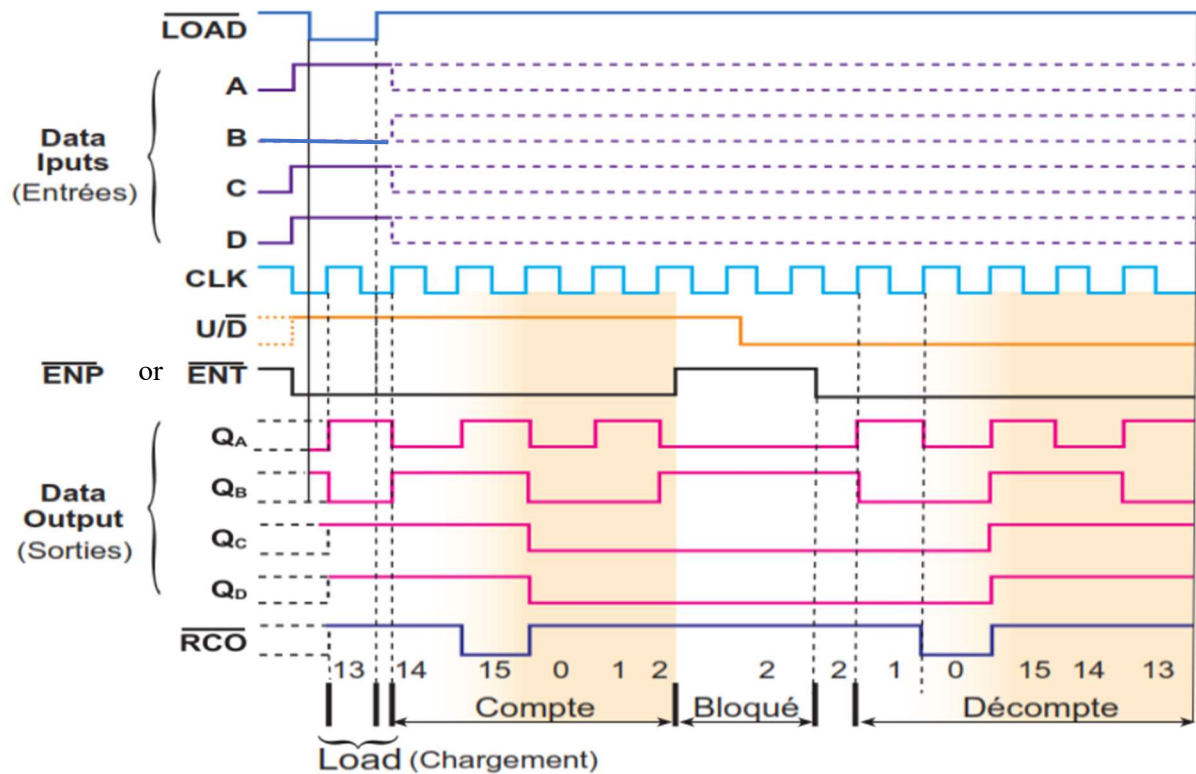 LOAD
A
Data
Iputs
(Entrées)
B
C
D
CLK
U/D
ENP or ENT
QA
Data
Output
(Sorties)
QB
QC
QD
RCO
13 14 15 0 1 2 2 2 1 0 15 14 13
Compte Bloqué Décompte
Load (Chargement)